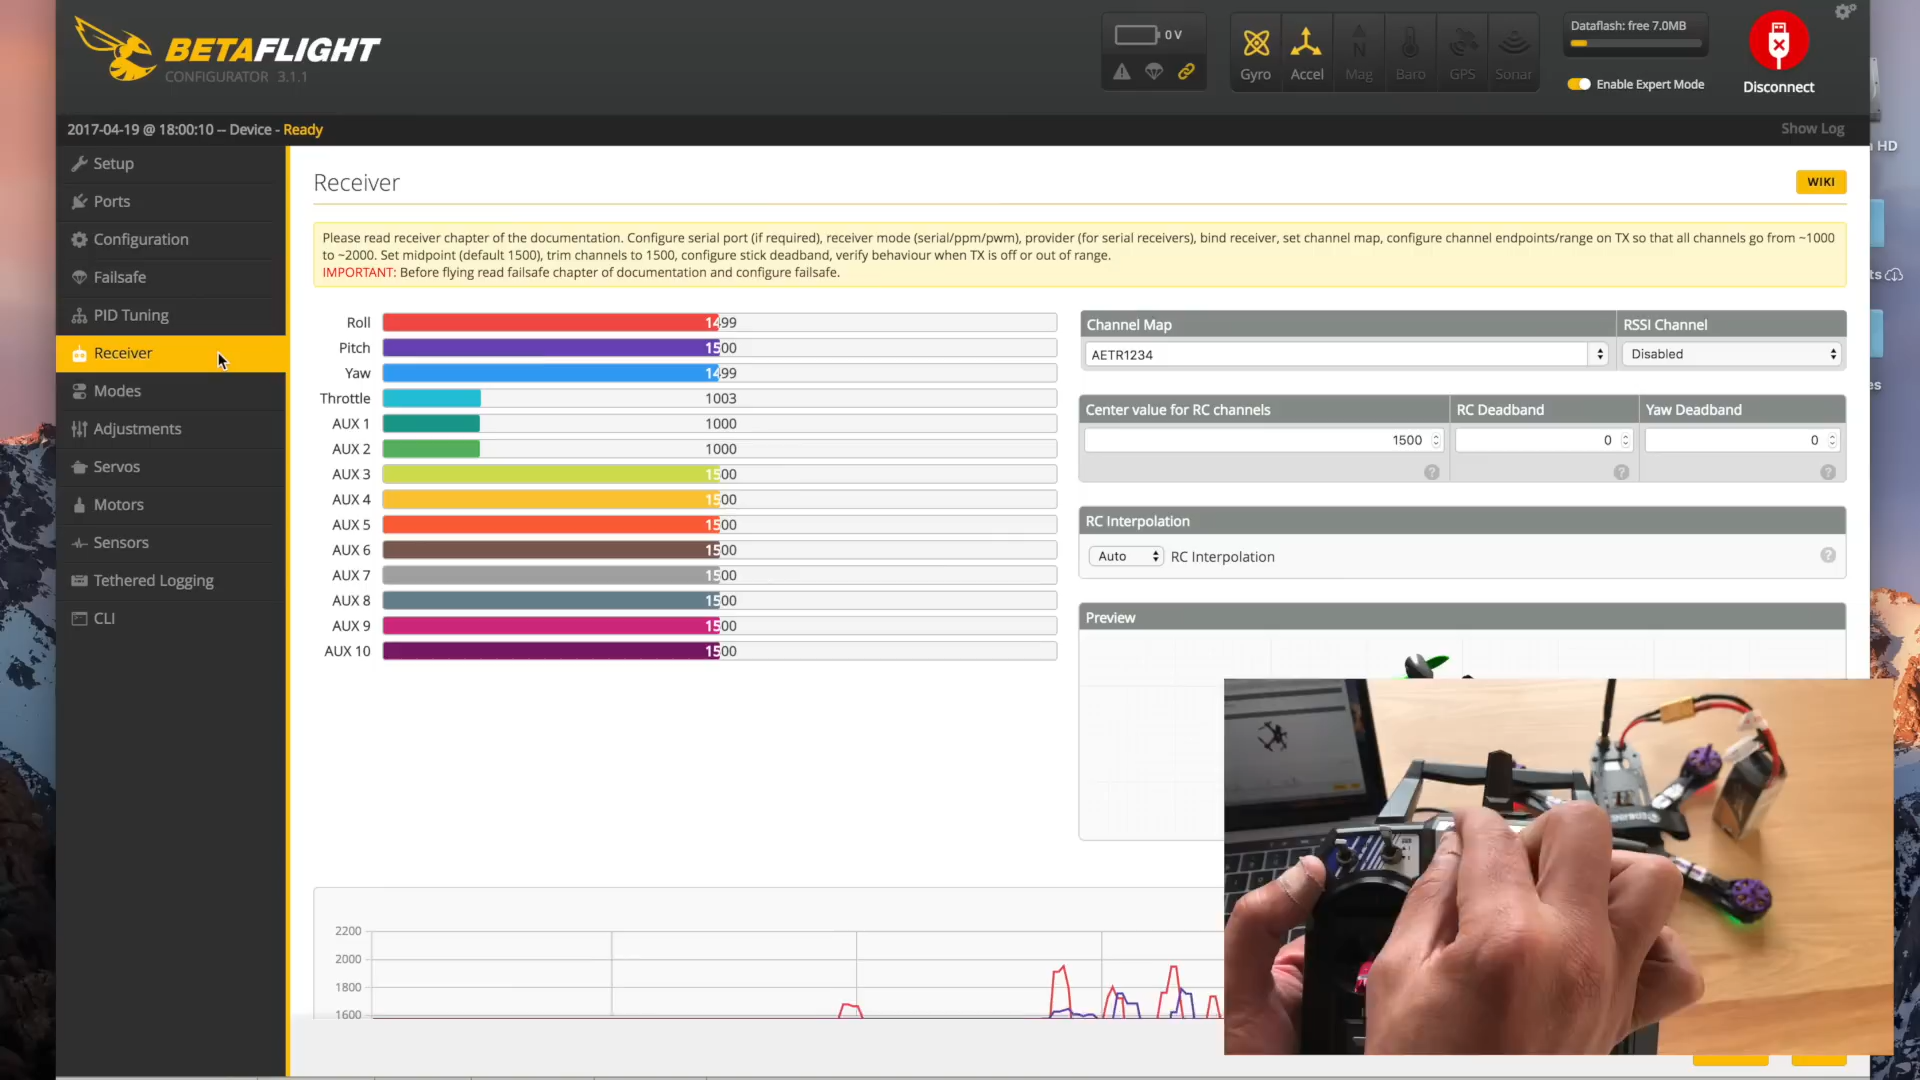 BETAFLIGHT
CONFIGURATOR 3.1.1
0 V
Gyro
Accel
Mag
Baro
GPS
Sonar
Dataflash: free 7.0MB
Enable Expert Mode
Disconnect
2017-04-19 @ 18:00:10 -- Device - Ready
Show Log
HD
Setup
Ports
Configuration
Failsafe
PID Tuning
Receiver
Modes
Adjustments
Servos
Motors
Sensors
Tethered Logging
CLI
Receiver
WIKI
Please read receiver chapter of the documentation. Configure serial port (if required), receiver mode (serial/ppm/pwm), provider (for serial receivers), bind receiver, set channel map, configure channel endpoints/range on TX so that all channels go from ~1000
to ~2000. Set midpoint (default 1500), trim channels to 1500, configure stick deadband, verify behaviour when TX is off or out of range.
IMPORTANT: Before flying read failsafe chapter of documentation and configure failsafe.
Roll 1499
Pitch 1500
Yaw 1499
Throttle 1003
AUX 1 1000
AUX 2 1000
AUX 3 1500
AUX 4 1500
AUX 5 1500
AUX 6 1500
AUX 7 1500
AUX 8 1500
AUX 9 1500
AUX 10 1500
Channel Map
RSSI Channel
AETR1234
Disabled
Center value for RC channels
RC Deadband
Yaw Deadband
1500
0
0
RC Interpolation
Auto
RC Interpolation
Preview
2200
2000
1800
1600